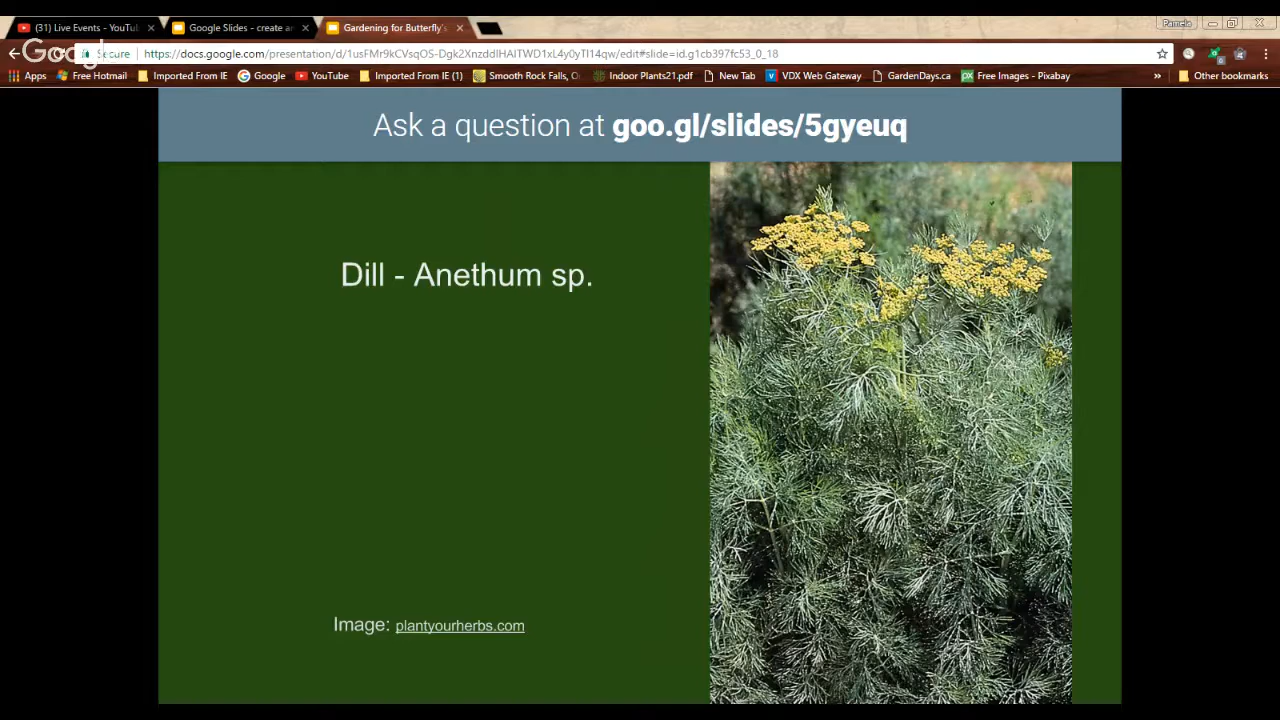 (31) Live Events - YouTu
Google Slides - create ar
Gardening for Butterfly's
Pamela
Secure
https://docs.google.com/presentation/d/1usFMr9kCVsqOS-Dgk2XnzddIHAITWD1xL4y0yTl14qw/edit#slide=id.g1cb397fc53_0_18
Apps
Free Hotmail
Imported From IE
Google
YouTube
Imported From IE (1)
Smooth Rock Falls, O
Indoor Plants21.pdf
New Tab
VDX Web Gateway
GardenDays.ca
Free Images - Pixabay
»
Other bookmarks
Ask a question at goo.gl/slides/5gyeuq
Dill - Anethum sp.
Image: plantyourherbs.com